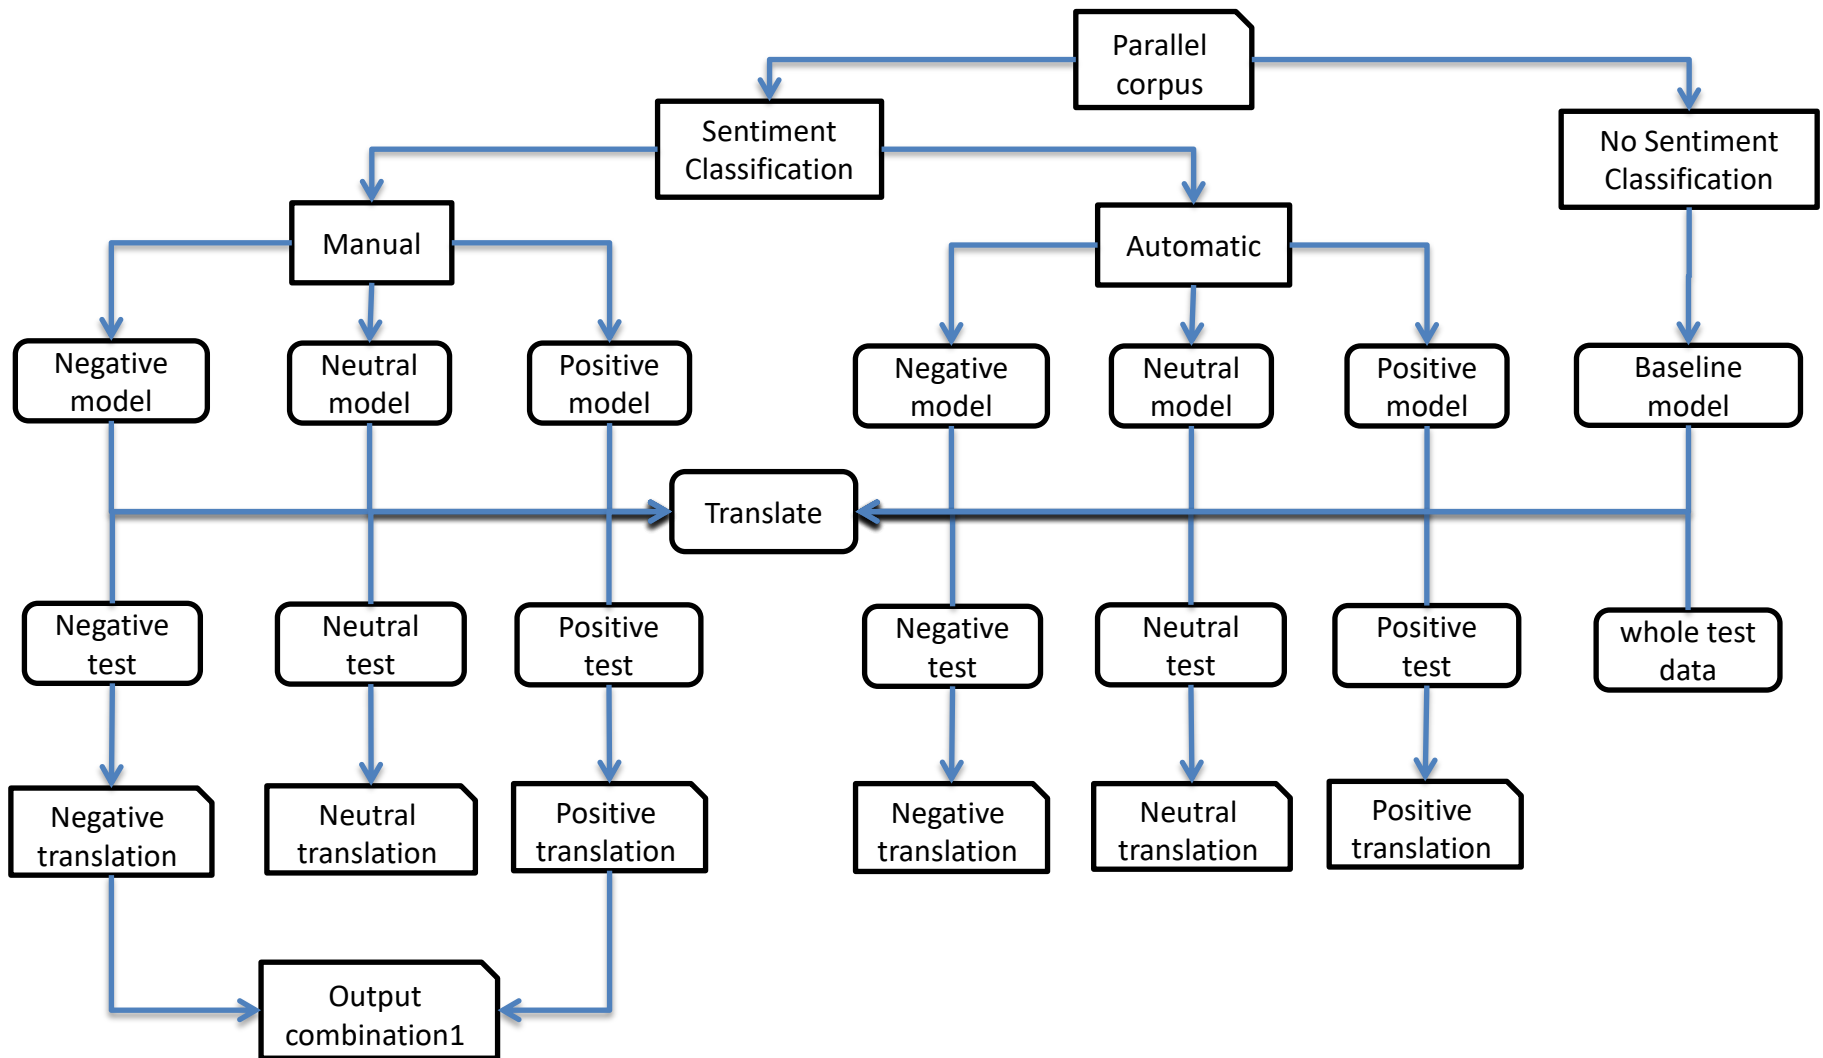 Parallel
corpus
Sentiment
Classification
No Sentiment
Classification
Manual
Automatic
Negative
model
Neutral
model
Positive
model
Negative
model
Neutral
model
Positive
model
Baseline
model
Translate
Negative
test
Neutral
test
Positive
test
Negative
test
Neutral
test
Positive
test
whole test
data
Negative
translation
Neutral
translation
Positive
translation
Negative
translation
Neutral
translation
Positive
translation
Output
combination1